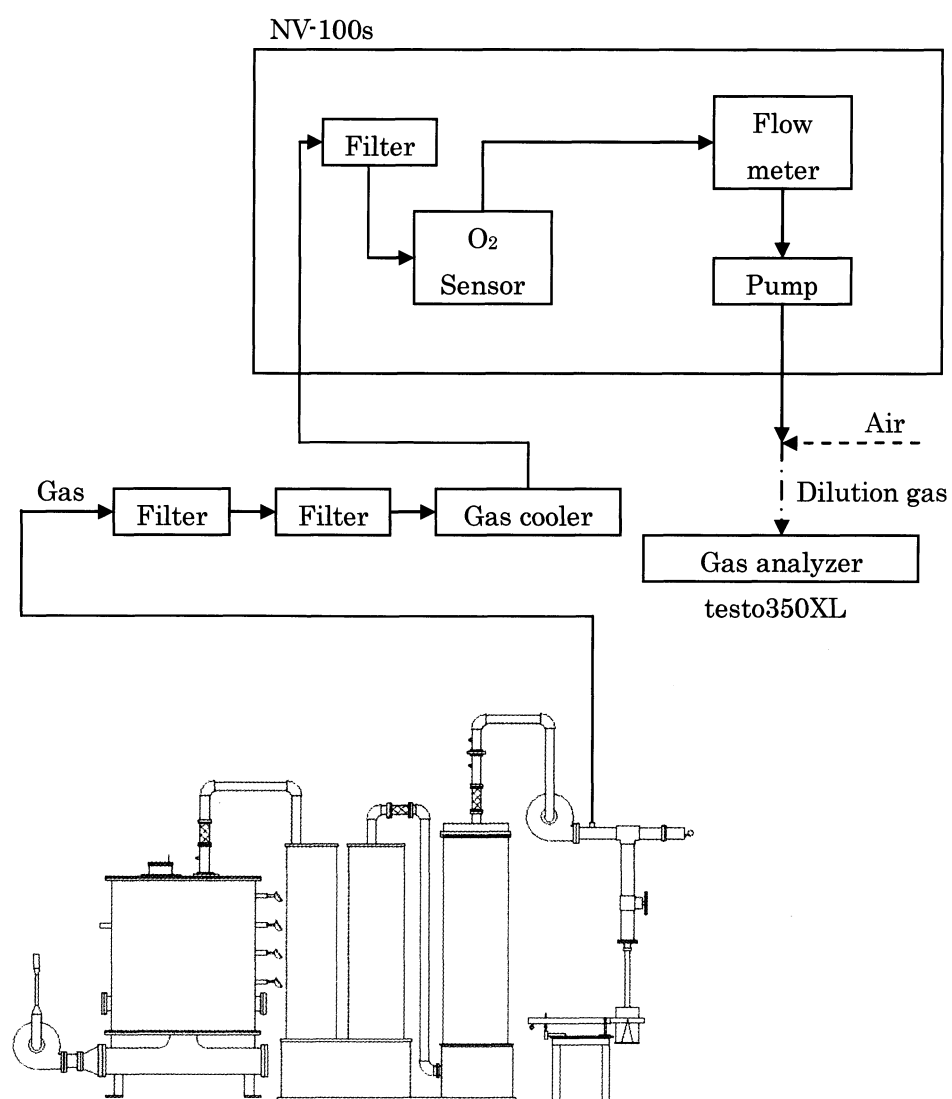 NV-100s
Filter
Flow
meter
O₂
Sensor
Pump
Air
Gas
Filter
Filter
Gas cooler
Dilution gas
Gas analyzer
testo350XL